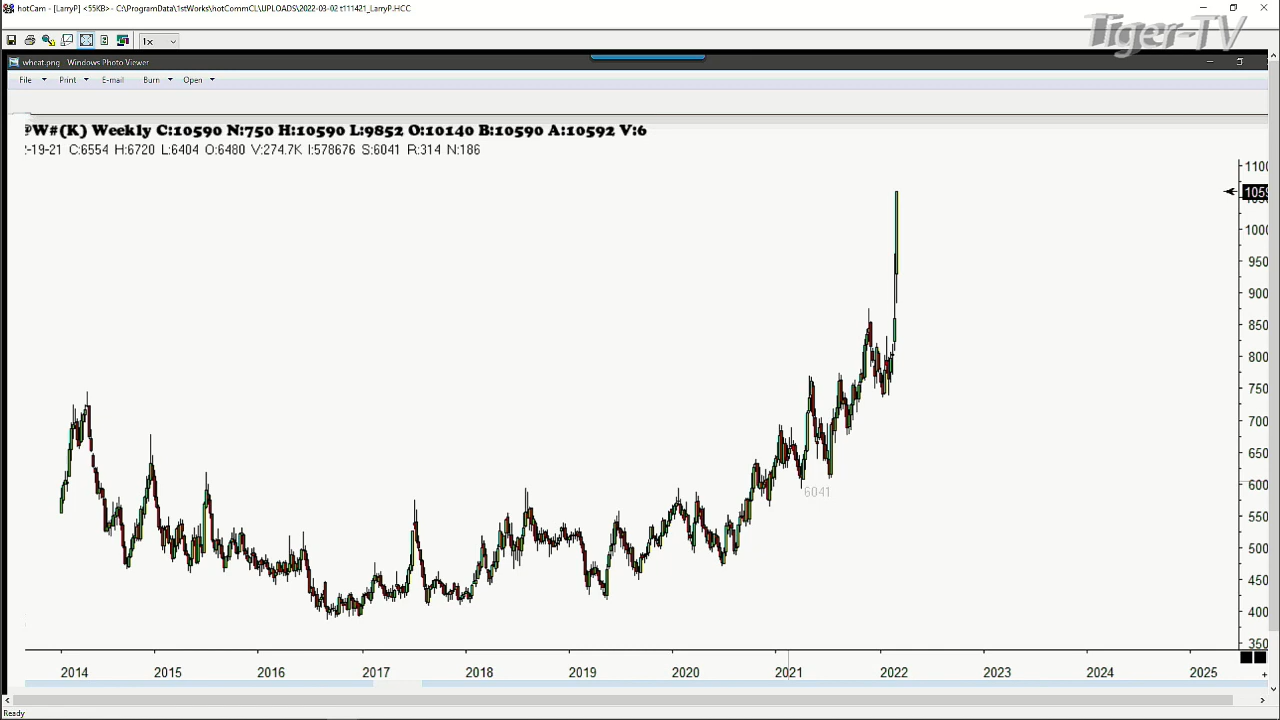 hotCam - [LarryP] <55KB>- C:\ProgramData\1stWorks\hotCommCL\UPLOADS\2022-03-02 t111421_LarryP.HCC
Tiger-TV
1x
wheat.png - Windows Photo Viewer
File Print E-mail Burn Open
@W#(K) Weekly C:10590 N:750 H:10590 L:9852 O:10140 B:10590 A:10592 V:6
-19-21 C:6554 H:6720 L:6404 O:6480 V:274.7K I:578676 S:6041 R:314 N:186
1100
1059
1000
950
900
850
800
750
700
650
600
6041
550
500
450
400
350
2014 2015 2016 2017 2018 2019 2020 2021 2022 2023 2024 2025
Ready